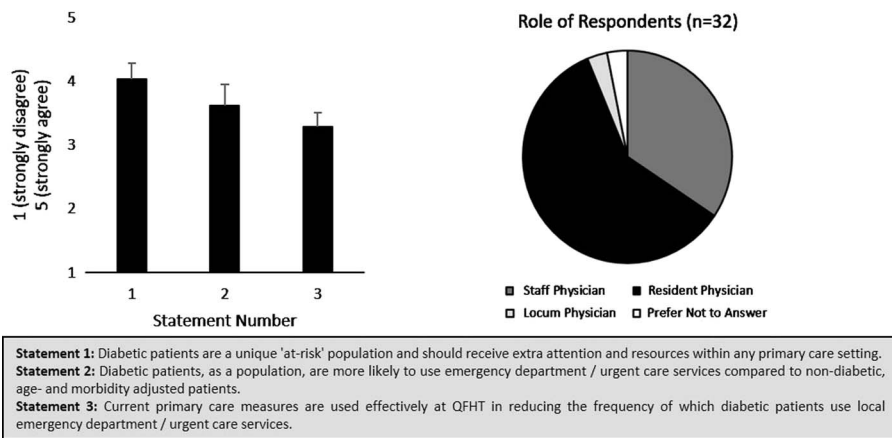 5
4
3
2
1
1 (strongly disagree)
5 (strongly agree)
1 2 3
Statement Number
Role of Respondents (n=32)
Staff Physician Resident Physician
Locum Physician Prefer Not to Answer
Statement 1: Diabetic patients are a unique 'at-risk' population and should receive extra attention and resources within any primary care setting.
Statement 2: Diabetic patients, as a population, are more likely to use emergency department / urgent care services compared to non-diabetic,
age- and morbidity adjusted patients.
Statement 3: Current primary care measures are used effectively at QFHT in reducing the frequency of which diabetic patients use local
emergency department / urgent care services.